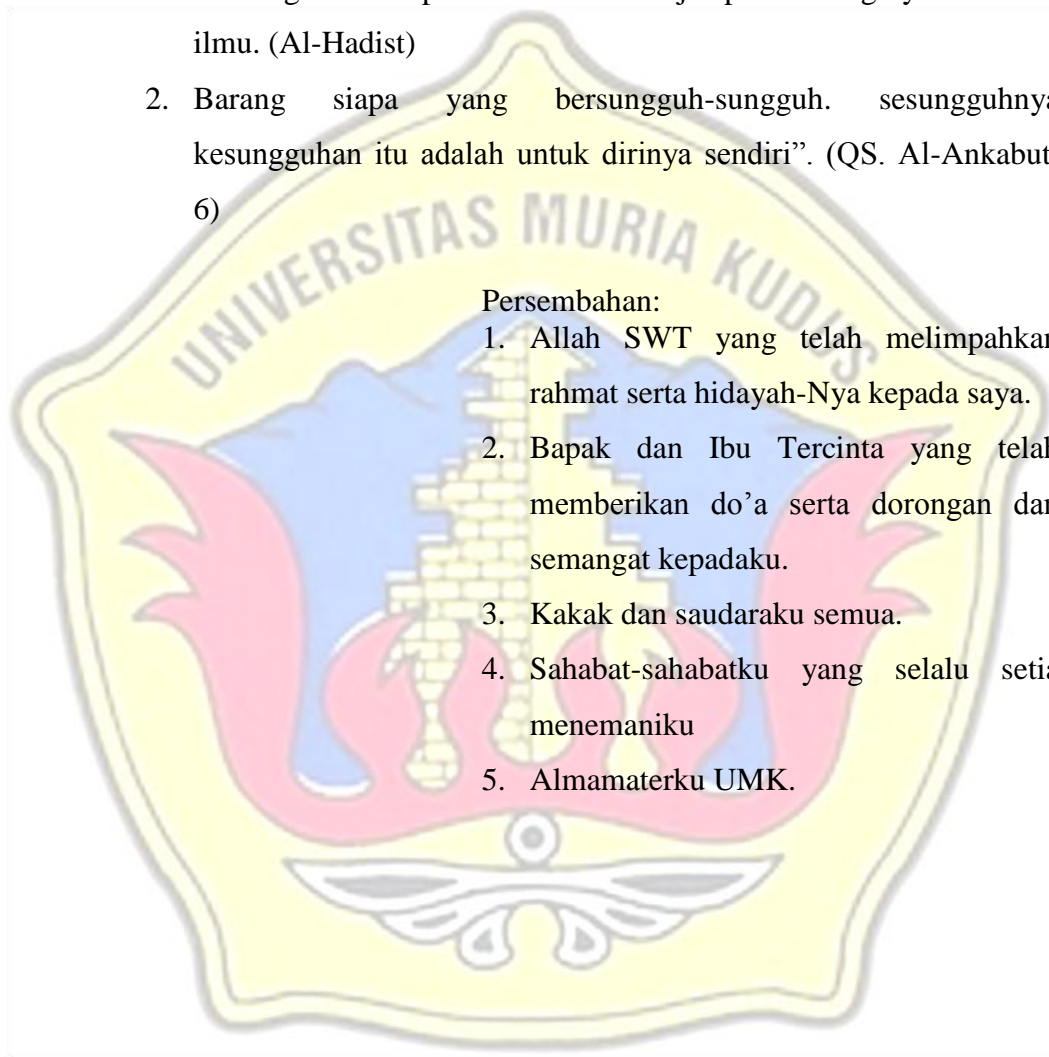 ilmu. (Al-Hadist)
2. Barang siapa yang bersungguh-sungguh. sesungguhnya
kesungguhan itu adalah untuk dirinya sendiri”. (QS. Al-Ankabut
6)
UNIVERSITAS MURIA KUDUS
Persembahan:
1. Allah SWT yang telah melimpahkan
rahmat serta hidayah-Nya kepada saya.
2. Bapak dan Ibu Tercinta yang telah
memberikan do’a serta dorongan dan
semangat kepadaku.
3. Kakak dan saudaraku semua.
4. Sahabat-sahabatku yang selalu setia
menemaniku
5. Almamaterku UMK.